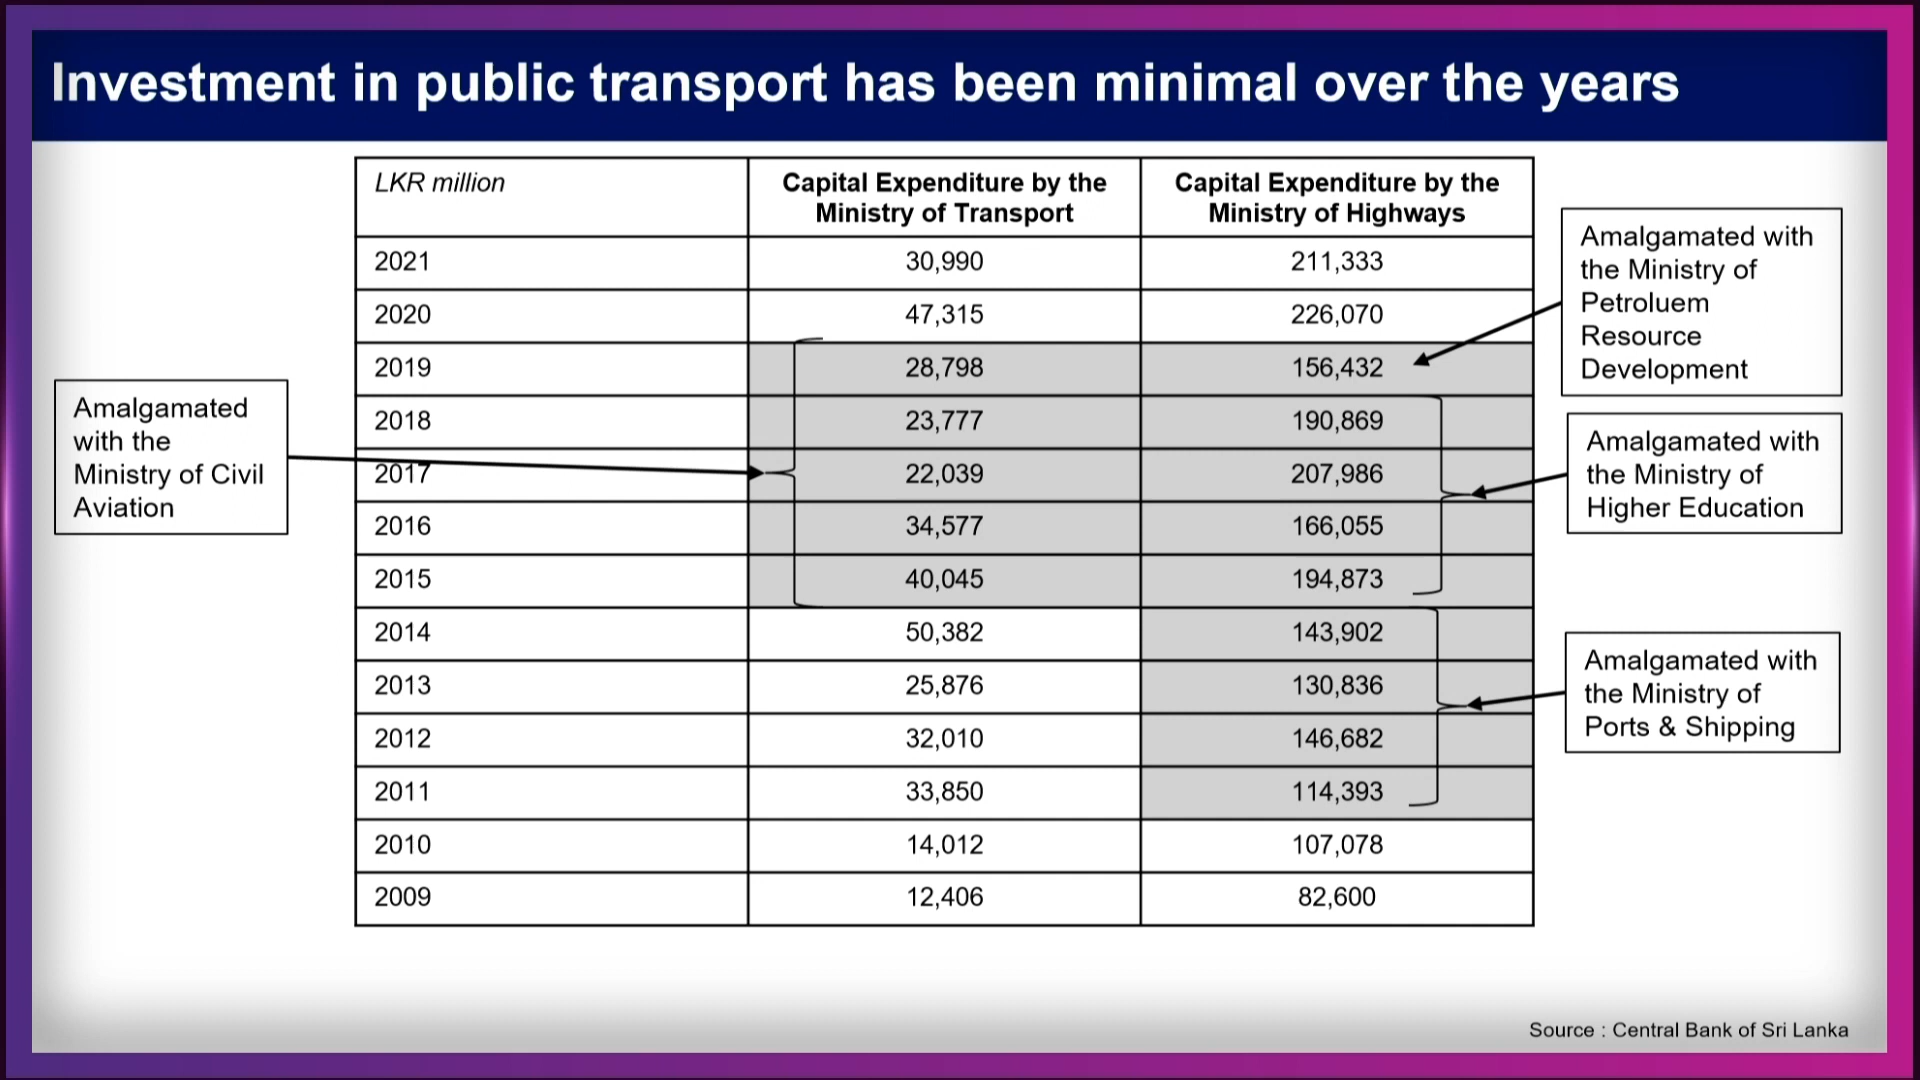 Investment in public transport has been minimal over the years
LKR million
Capital Expenditure by the
Ministry of Transport
Capital Expenditure by the
Ministry of Highways
2021 30,990 211,333
2020 47,315 226,070
2019 28,798 156,432
2018 23,777 190,869
2017 22,039 207,986
2016 34,577 166,055
2015 40,045 194,873
2014 50,382 143,902
2013 25,876 130,836
2012 32,010 146,682
2011 33,850 114,393
2010 14,012 107,078
2009 12,406 82,600
Amalgamated
with the
Ministry of Civil
Aviation
Amalgamated with
the Ministry of
Petroluem
Resource
Development
Amalgamated with
the Ministry of
Higher Education
Amalgamated with
the Ministry of
Ports & Shipping
Source : Central Bank of Sri Lanka